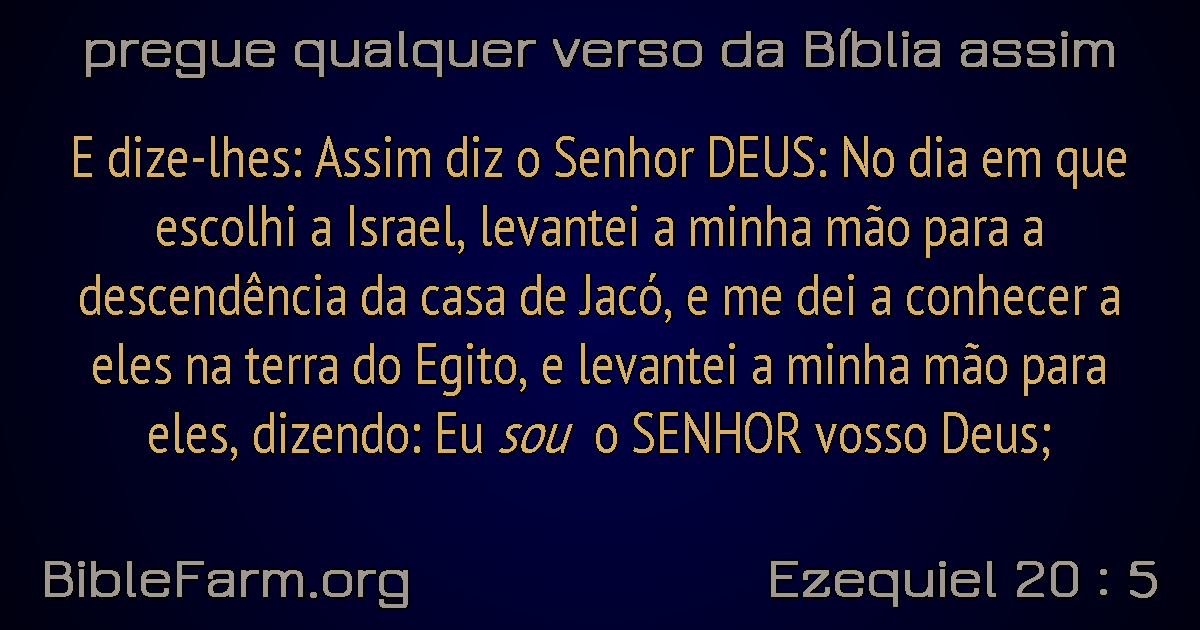 pregue qualquer verso da Bíblia assim
E dize-lhes: Assim diz o Senhor DEUS: No dia em que
escolhi a Israel, levantei a minha mão para a
descendência da casa de Jacó, e me dei a conhecer a
eles na terra do Egito, e levantei a minha mão para
eles, dizendo: Eu sou o SENHOR vosso Deus;
BibleFarm.org
Ezequiel 20 : 5